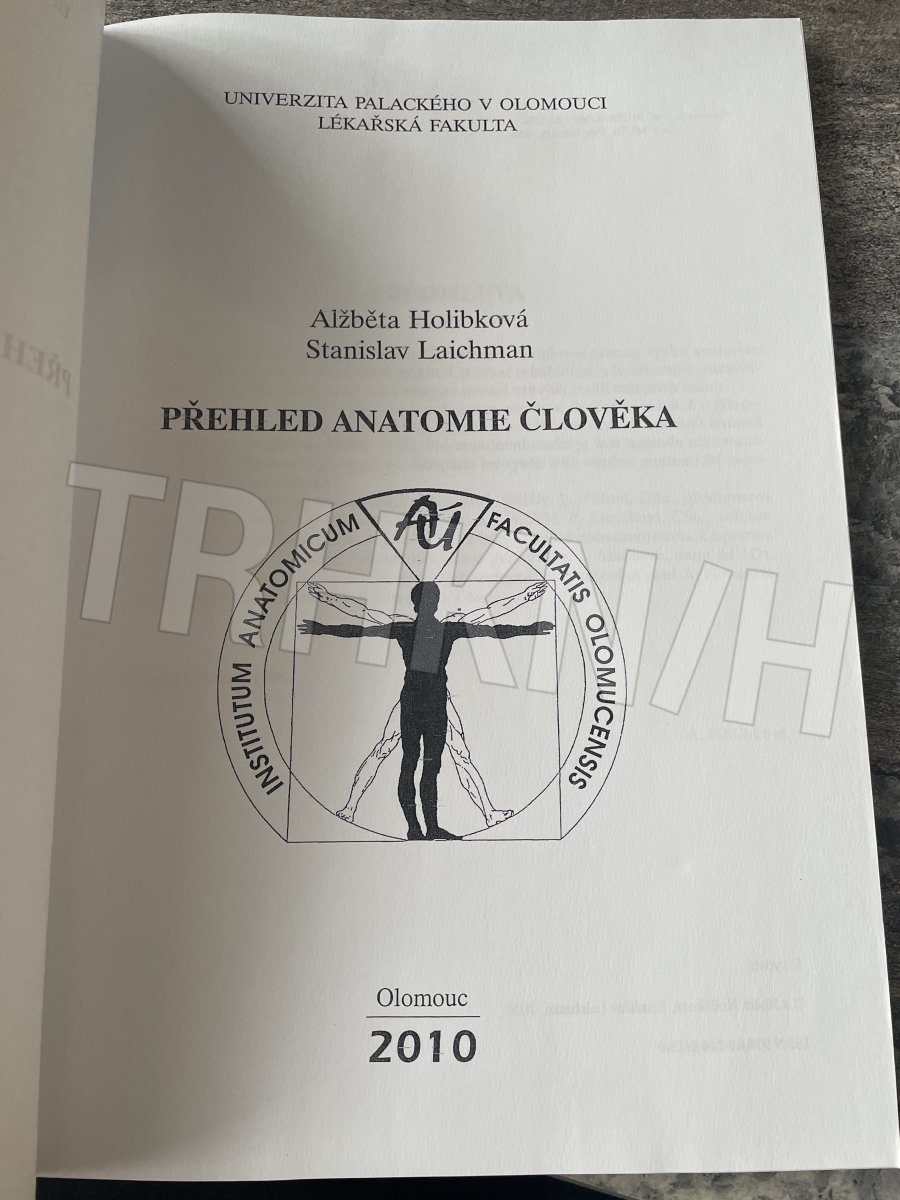 UNIVERZITA PALACKÉHO V OLOMOUCI
LÉKAŘSKÁ FAKULTA
Alžběta Holibková
Stanislav Laichman
PŘEHLED ANATOMIE ČLOVĚKA
INSTITUTUM ANATOMICUM
AÚ
FACULTATIS OLOMUCENSIS
TRHKNIH
Olomouc
2010